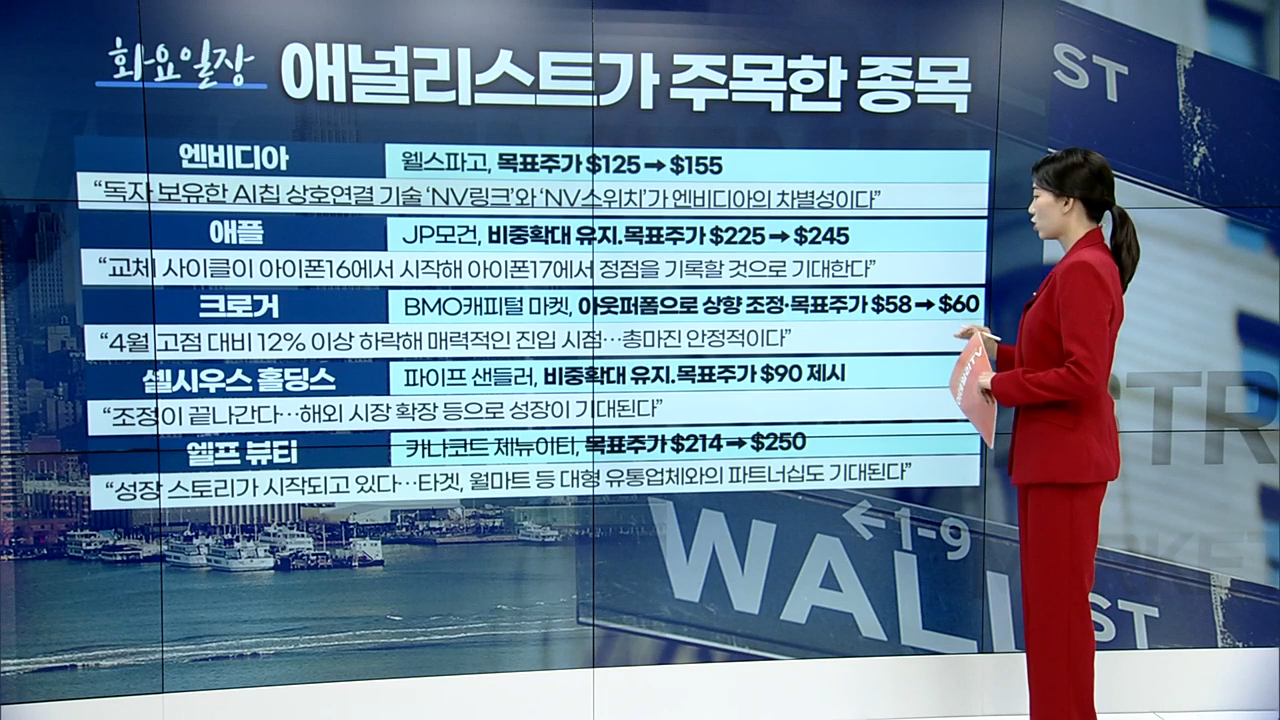 화요일장
애널리스트가 주목한 종목
엔비디아 웰스파고, 목표주가 $125 → $155
“독자 보유한 AI칩 상호연결 기술 ‘NV링크’와 ‘NV스위치’가 엔비디아의 차별성이다”
애플 JP모건, 비중확대 유지·목표주가 $225 → $245
“교체 사이클이 아이폰16에서 시작해 아이폰17에서 정점을 기록할 것으로 기대한다”
크로거 BMO캐피털 마켓, 아웃퍼폼으로 상향 조정·목표주가 $58 → $60
“4월 고점 대비 12% 이상 하락해 매력적인 진입 시점…총마진 안정적이다”
셀시우스 홀딩스 파이프 샌들러, 비중확대 유지·목표주가 $90 제시
“조정이 끝나간다…해외 시장 확장 등으로 성장이 기대된다”
엘프 뷰티 카나코드 제뉴이티, 목표주가 $214 → $250
“성장 스토리가 시작되고 있다…타겟, 월마트 등 대형 유통업체와의 파트너십도 기대된다”
ST
←1-9
WALL ST